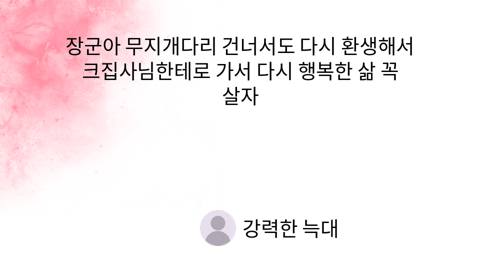 장군아 무지개다리 건너서도 다시 환생해서
크집사님한테로 가서 다시 행복한 삶 꼭
살자
강력한 늑대